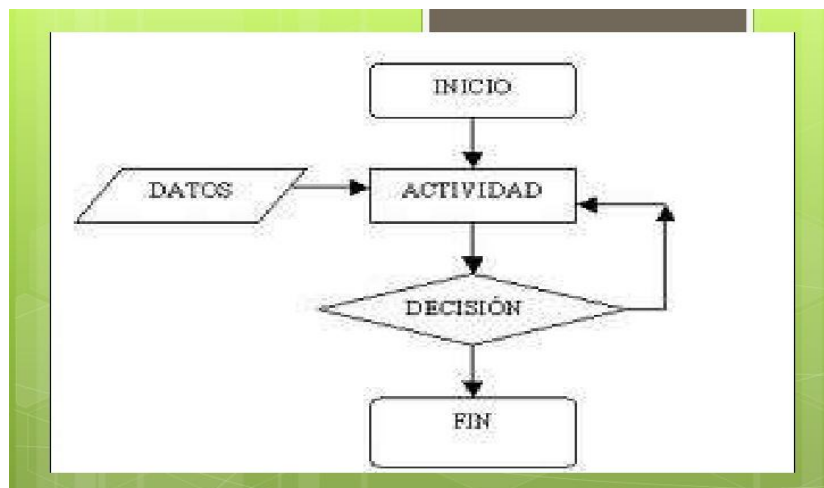 INICIO
DATOS
ACTIVIDAD
DECISIÓN
FIN